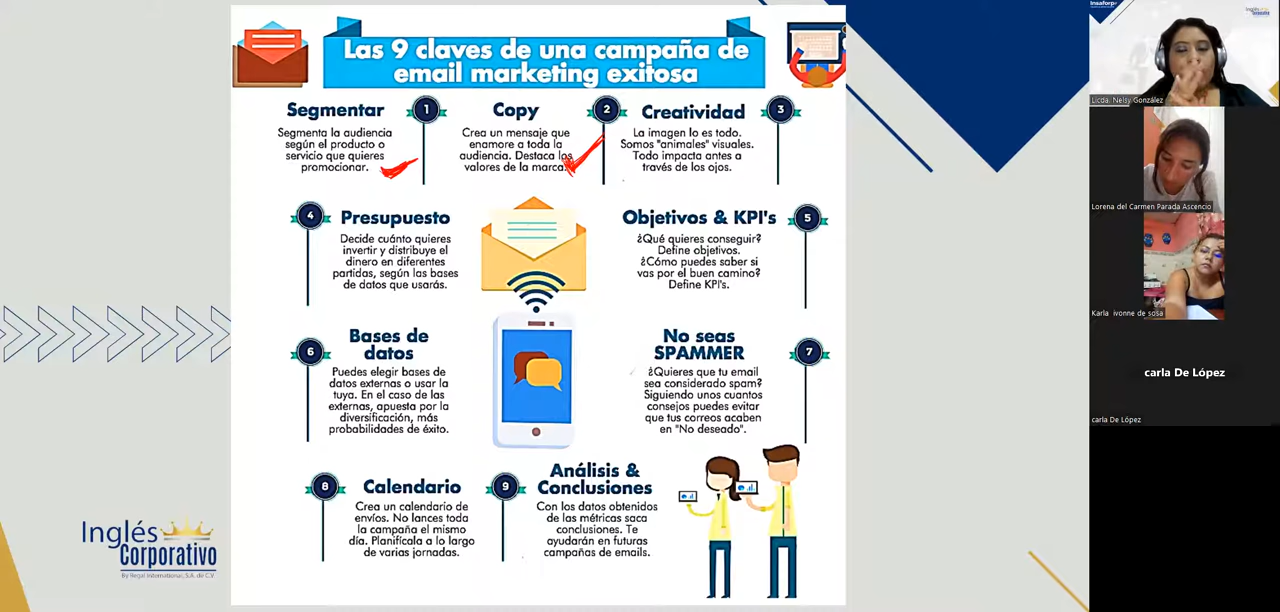 Las 9 claves de una campaña de
email marketing exitosa
Segmentar
1
Segmenta la audiencia
según el producto o
servicio que quieres
promocionar.
Copy
2
Crea un mensaje que
enamore a toda la
audiencia. Destaca los
valores de la marca.
Creatividad
3
La imagen lo es todo.
Somos "animales" visuales.
Todo impacta antes a
través de los ojos.
4
Presupuesto
Decide cuánto quieres
invertir y distribuye el
dinero en diferentes
partidas, según las bases
de datos que usarás.
Objetivos & KPI's
5
¿Qué quieres conseguir?
Define objetivos.
¿Cómo puedes saber si
vas por el buen camino?
Define KPI's.
6
Bases de
datos
Puedes elegir bases de
datos externas o usar la
tuya. En el caso de las
externas, apuesta por la
diversificación, más
probabilidades de éxito.
No seas
SPAMMER
7
¿Quieres que tu email
sea considerado spam?
Siguiendo unos cuantos
consejos puedes evitar
que tus correos acaben
en "No deseado".
8
Calendario
Crea un calendario de
envíos. No lances toda
la campaña el mismo
día. Planifícala a lo largo
de varias jornadas.
9
Análisis &
Conclusiones
Con los datos obtenidos
de las métricas saca
conclusiones. Te
ayudarán en futuras
campañas de emails.
Inglés
Corporativo
By Regal International, S.A. de C.V.
Insaforp
Inglés
Corporativo
Licda. Nelsy González
Lorena del Carmen Parada Ascencio
Karla ivonne de sosa
carla De López
carla De López